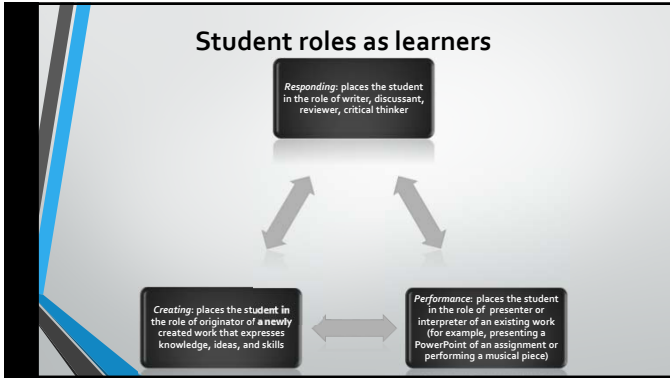 Student roles as learners
Responding: places the student
in the role of writer, discussant,
reviewer, critical thinker
Creating: places the student in
the role of originator of a newly
created work that expresses
knowledge, ideas, and skills
Performance: places the student
in the role of presenter or
interpreter of an existing work
(for example, presenting a
PowerPoint of an assignment or
performing a musical piece)